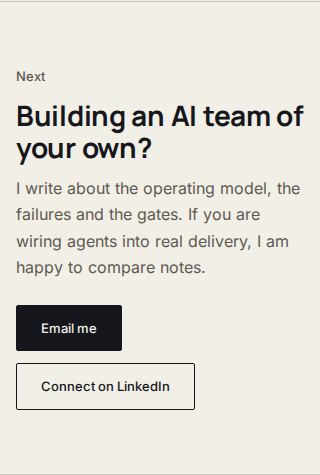 Next
Building an AI team of
your own?
I write about the operating model, the
failures and the gates. If you are
wiring agents into real delivery, I am
happy to compare notes.
Email me
Connect on LinkedIn